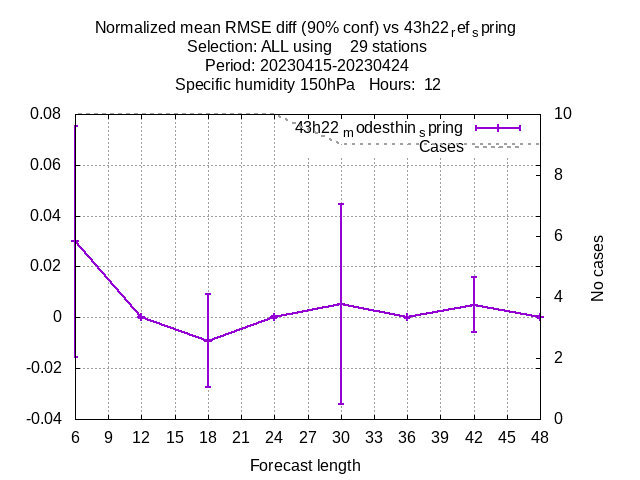 Normalized mean RMSE diff (90% conf) vs 43h22refspring
Selection: ALL using 29 stations
Period: 20230415-20230424
Specific humidity 150hPa Hours: 12
43h22modesthinspring
Cases
0.08
0.06
0.04
0.02
0
-0.02
-0.04
10
8
6
4
2
0
No cases
6 9 12 15 18 21 24 27 30 33 36 39 42 45 48
Forecast length